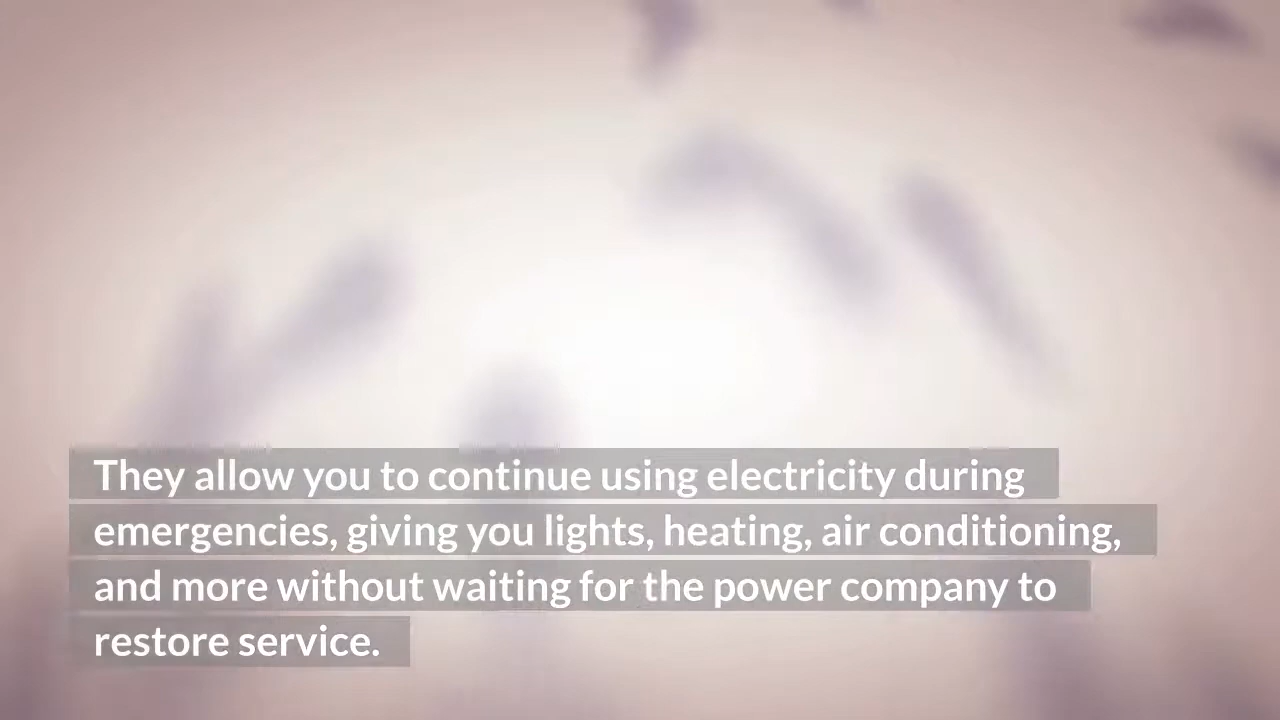 They allow you to continue using electricity during
emergencies, giving you lights, heating, air conditioning,
and more without waiting for the power company to
restore service.